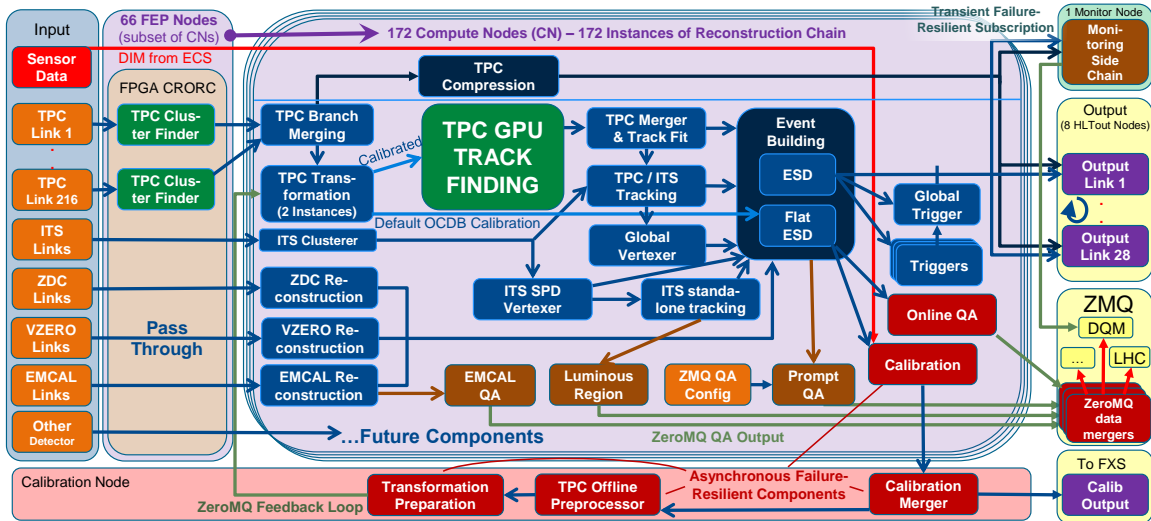 Input
66 FEP Nodes
(subset of CNs)
172 Compute Nodes (CN) – 172 Instances of Reconstruction Chain
Transient Failure-
Resilient Subscription
1 Monitor Node
Moni-
toring
Side
Chain
Sensor
Data
DIM from ECS
FPGA CRORC
TPC
Compression
TPC
Link 1
TPC Clu-
ster Finder
TPC Branch
Merging
Calibrated
TPC GPU
TRACK
FINDING
TPC Merger
& Track Fit
Event
Building
Output
(8 HLTout Nodes)
TPC
Link 216
TPC Clu-
ster Finder
TPC Trans-
formation
(2 Instances)
TPC / ITS
Tracking
ESD
Global
Trigger
Output
Link 1
Default OCDB Calibration
Flat
ESD
ITS
Links
ITS Clusterer
Global
Vertexer
Triggers
Output
Link 28
ZDC
Links
ZDC Re-
construction
ITS SPD
Vertexer
ITS standa-
lone tracking
Online QA
ZMQ
DQM
VZERO
Links
Pass
Through
VZERO Re-
construction
Calibration
...
LHC
EMCAL
Links
EMCAL Re-
construction
EMCAL
QA
Luminous
Region
ZMQ QA
Config
Prompt
QA
ZeroMQ
data
mergers
Other
Detector
...Future Components
ZeroMQ QA Output
Calibration Node
ZeroMQ Feedback Loop
Transformation
Preparation
TPC Offline
Preprocessor
Asynchronous Failure-
Resilient Components
Calibration
Merger
To FXS
Calib
Output